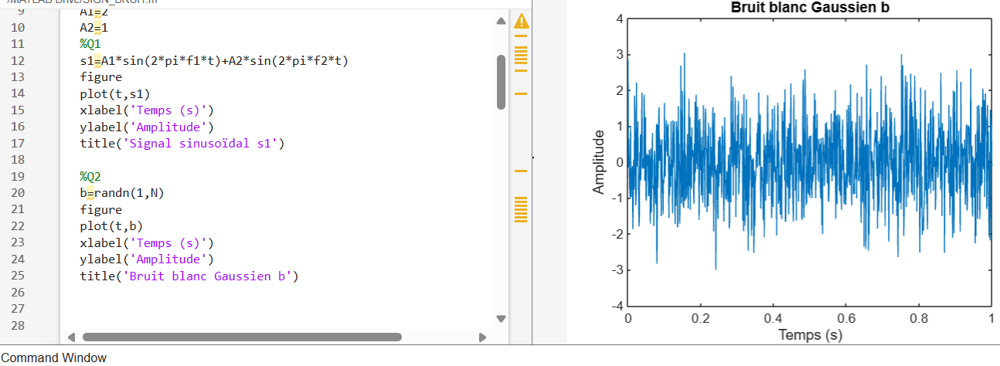 /MATLAB Drive/SIGN_BRUIT.m
9 A1=2
10 A2=1
11 %Q1
12 s1=A1*sin(2*pi*f1*t)+A2*sin(2*pi*f2*t)
13 figure
14 plot(t,s1)
15 xlabel('Temps (s)')
16 ylabel('Amplitude')
17 title('Signal sinusoïdal s1')
18
19 %Q2
20 b=randn(1,N)
21 figure
22 plot(t,b)
23 xlabel('Temps (s)')
24 ylabel('Amplitude')
25 title('Bruit blanc Gaussien b')
26
27
28
Command Window
Bruit blanc Gaussien b
Amplitude
4
3
2
1
0
-1
-2
-3
-4
0 0.2 0.4 0.6 0.8 1
Temps (s)